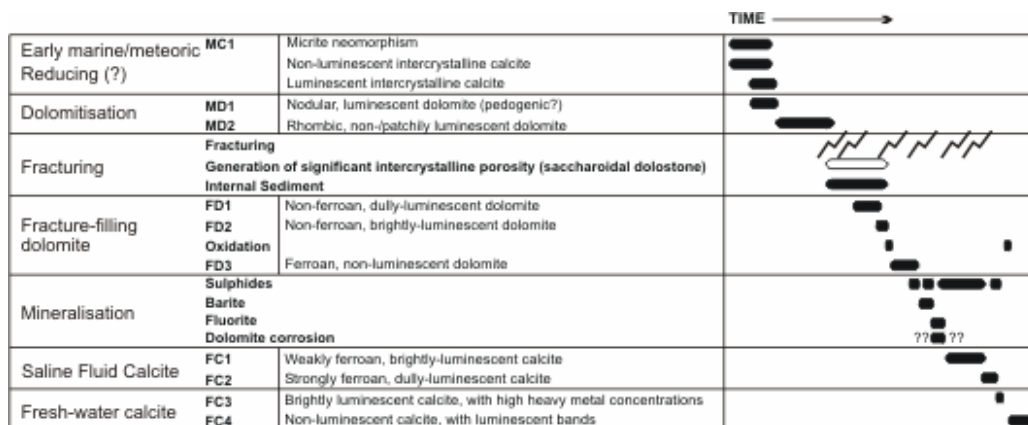 TIME
Early marine/meteoric MC1 Micrite neomorphism
Reducing (?) Non-luminescent intercrystalline calcite
Luminescent intercrystalline calcite
Dolomitisation MD1 Nodular, luminescent dolomite (pedogenic?)
MD2 Rhombic, non-/patchily luminescent dolomite
Fracturing
Fracturing Generation of significant intercrystalline porosity (saccharoidal dolostone)
Internal Sediment
FD1 Non-ferroan, dully-luminescent dolomite
Fracture-filling FD2 Non-ferroan, brightly-luminescent dolomite
dolomite Oxidation
FD3 Ferroan, non-luminescent dolomite
Sulphides
Mineralisation Barite
Fluorite
Dolomite corrosion ?? ??
Saline Fluid Calcite FC1 Weakly ferroan, brightly-luminescent calcite
FC2 Strongly ferroan, dully-luminescent calcite
Fresh-water calcite FC3 Brightly luminescent calcite, with high heavy metal concentrations
FC4 Non-luminescent calcite, with luminescent bands